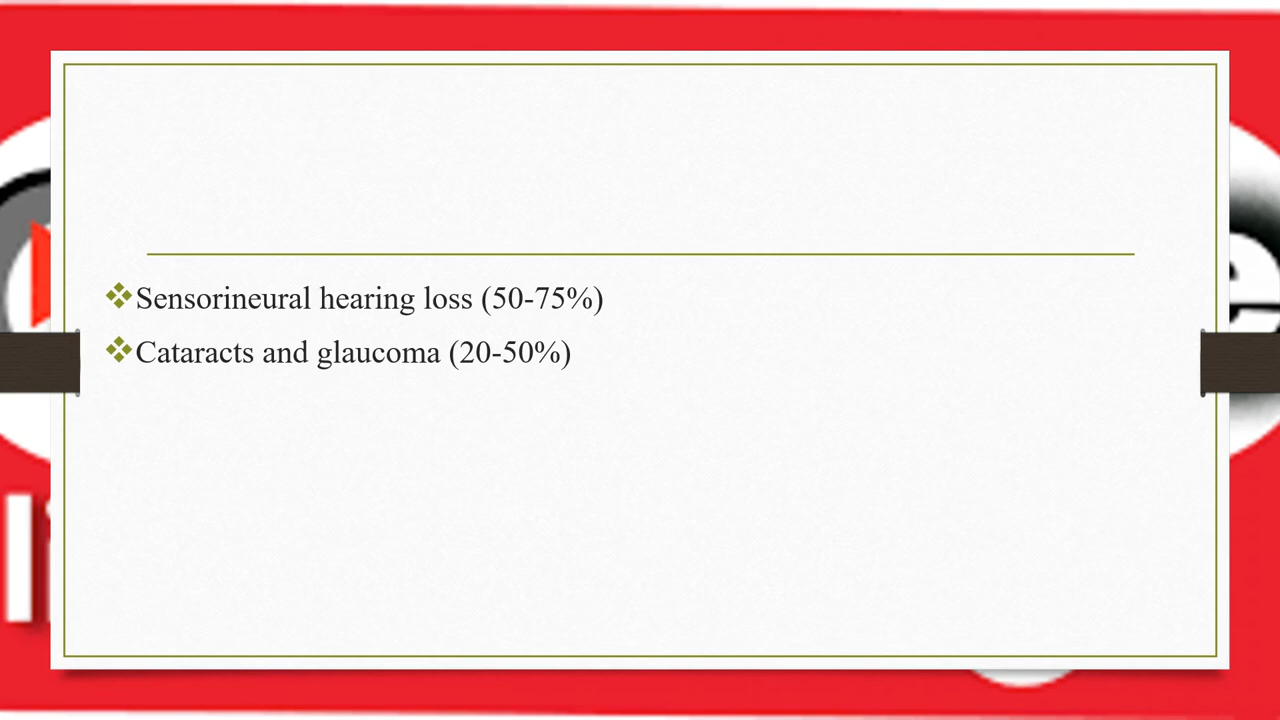 Sensorineural hearing loss (50-75%)
Cataracts and glaucoma (20-50%)